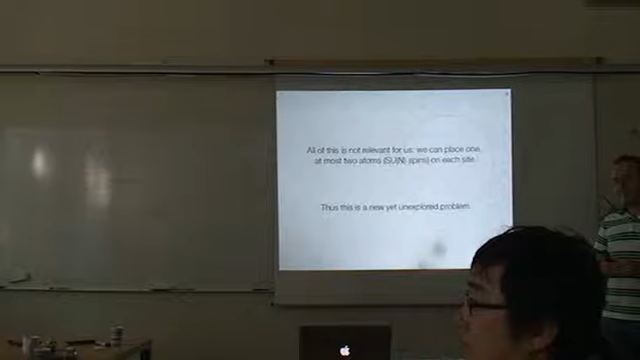 All of this is not relevant for us: we can place one,
at most two atoms (SU(N) spins) on each site.
Thus this is a new yet unexplored problem.